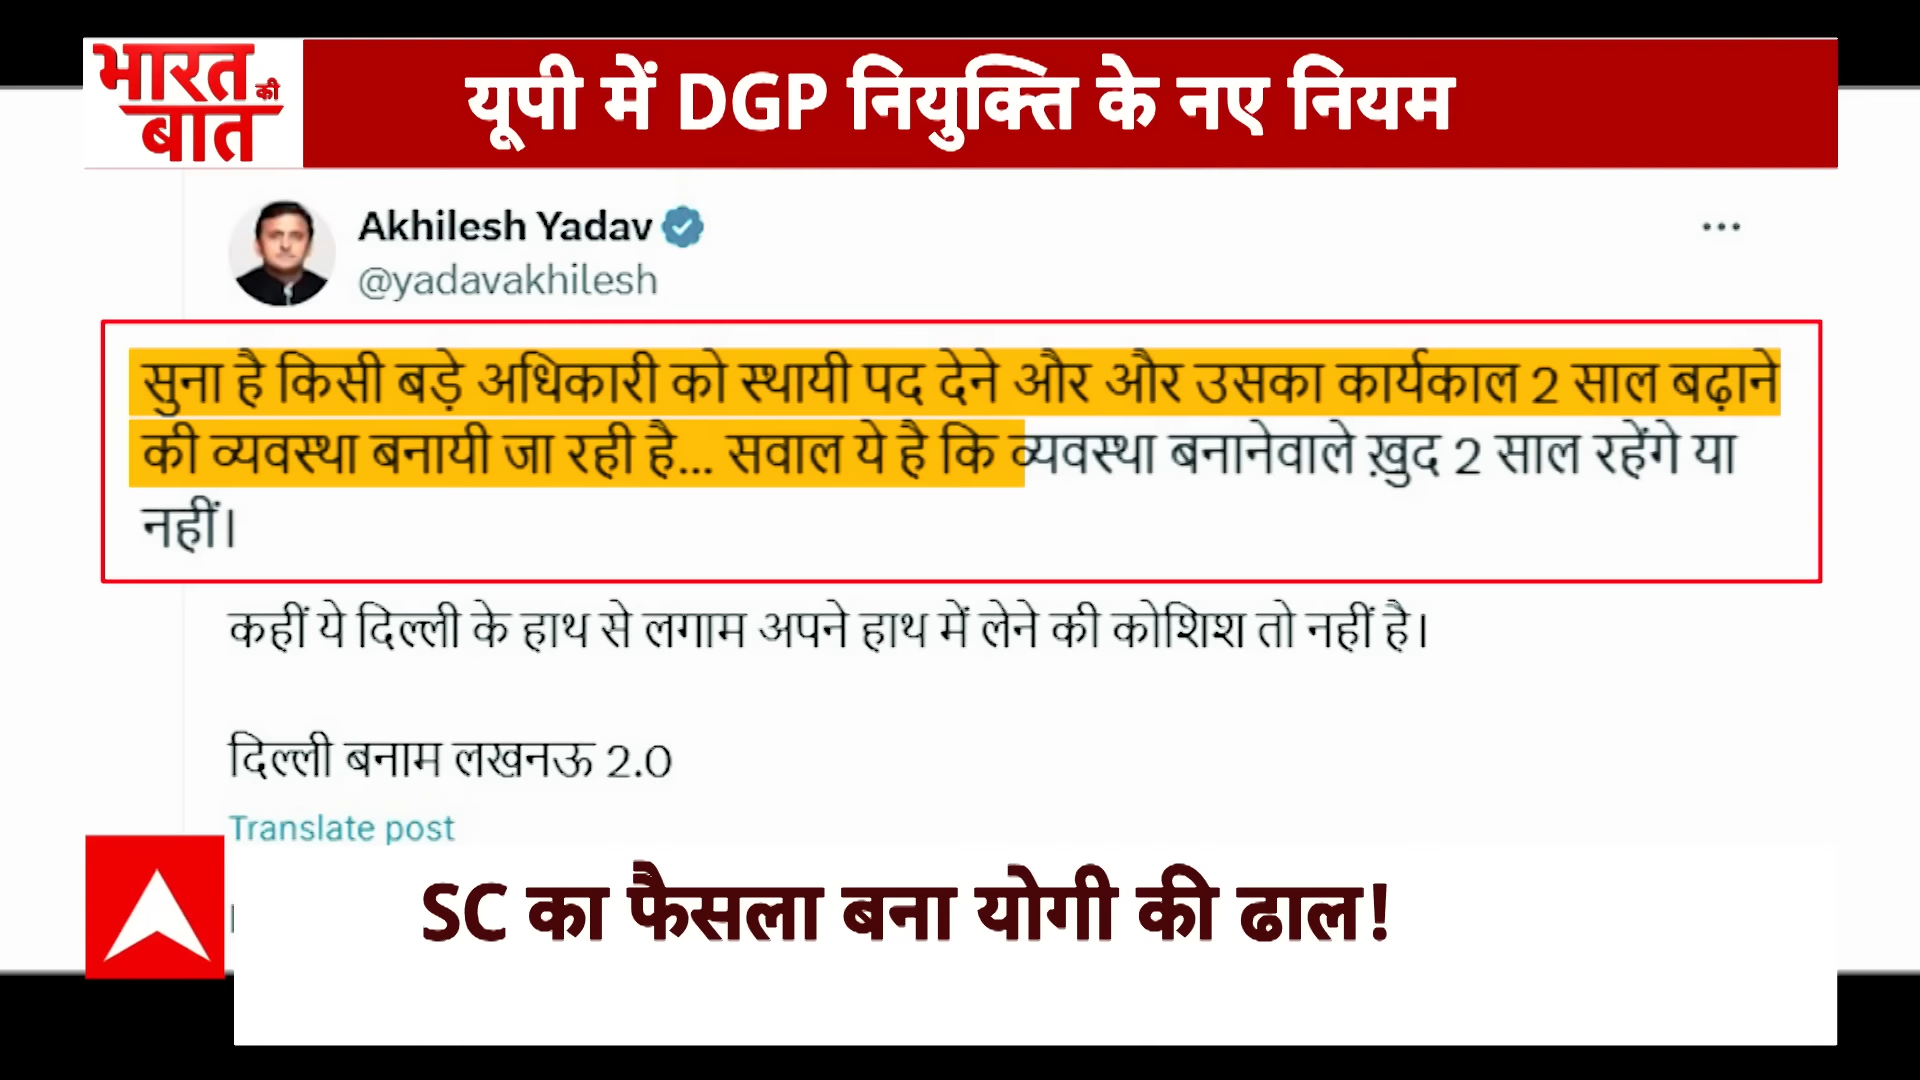 भारत की बात
यूपी में DGP नियुक्ति के नए नियम
Akhilesh Yadav
@yadavakhilesh
सुना है किसी बड़े अधिकारी को स्थायी पद देने और और उसका कार्यकाल 2 साल बढ़ाने
की व्यवस्था बनायी जा रही है... सवाल ये है कि व्यवस्था बनानेवाले ख़ुद 2 साल रहेंगे या
नहीं।
कहीं ये दिल्ली के हाथ से लगाम अपने हाथ में लेने की कोशिश तो नहीं है।
दिल्ली बनाम लखनऊ 2.0
Translate post
SC का फैसला बना योगी की ढाल!